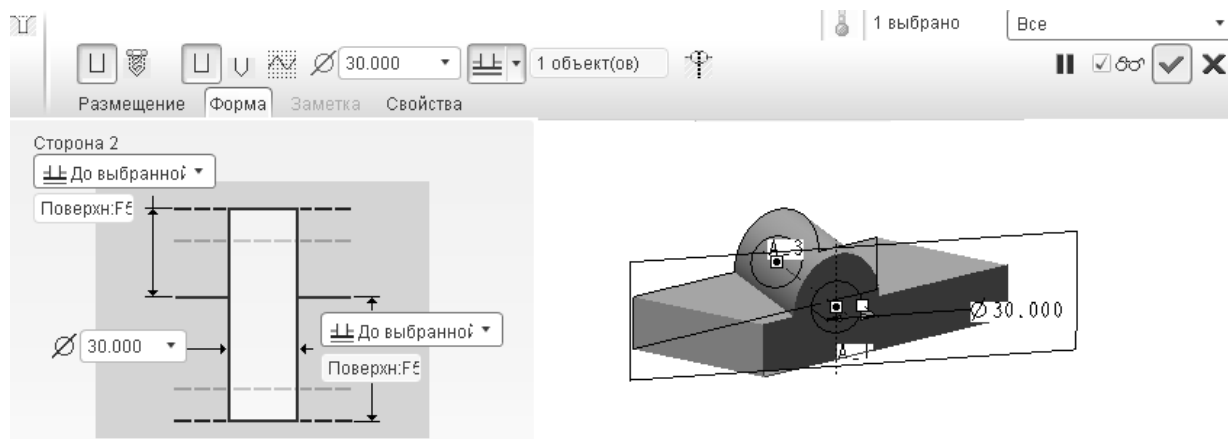 1 выбрано Все
30.000 1 объект(ов)
Размещение Форма Заметка Свойства
Сторона 2
До выбранной
Поверхн:F5
30.000
До выбранной
Поверхн:F5
A_3
Ø 30.000
A_1